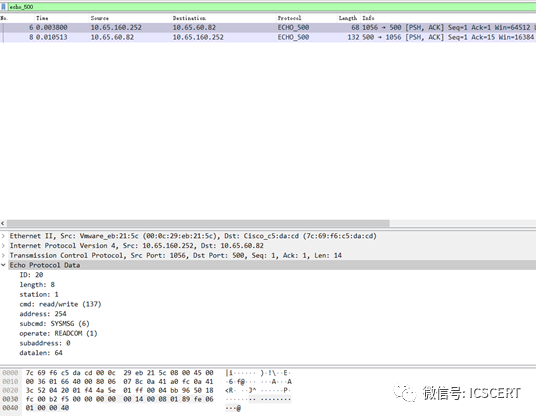 echo_500
No. Time Source Destination Protocol Length Info
6 0.003800 10.65.160.252 10.65.60.82 ECHO_500 68 1056 → 500 [PSH, ACK] Seq=1 Ack=1 Win=64512
8 0.010513 10.65.60.82 10.65.160.252 ECHO_500 132 500 → 1056 [PSH, ACK] Seq=1 Ack=15 Win=16384
Ethernet II, Src: Vmware_eb:21:5c (00:0c:29:eb:21:5c), Dst: Cisco_c5:da:cd (7c:69:f6:c5:da:cd)
Internet Protocol Version 4, Src: 10.65.160.252, Dst: 10.65.60.82
Transmission Control Protocol, Src Port: 1056, Dst Port: 500, Seq: 1, Ack: 1, Len: 14
Echo Protocol Data
ID: 20
length: 8
station: 1
cmd: read/write (137)
address: 254
subcmd: SYSMSG (6)
operate: READCOM (1)
subaddress: 0
datalen: 64
0000 7c 69 f6 c5 da cd 00 0c 29 eb 21 5c 08 00 45 00
0010 00 36 01 66 40 00 80 06 07 8c 0a 41 a0 fc 0a 41
0020 3c 52 04 20 01 f4 4a 5e 01 ff 00 04 bb 96 50 18
0030 fc 00 b2 f5 00 00 00 00 00 14 00 08 01 89 fe 06
0040 01 00 00 40
微信号: ICSCERT